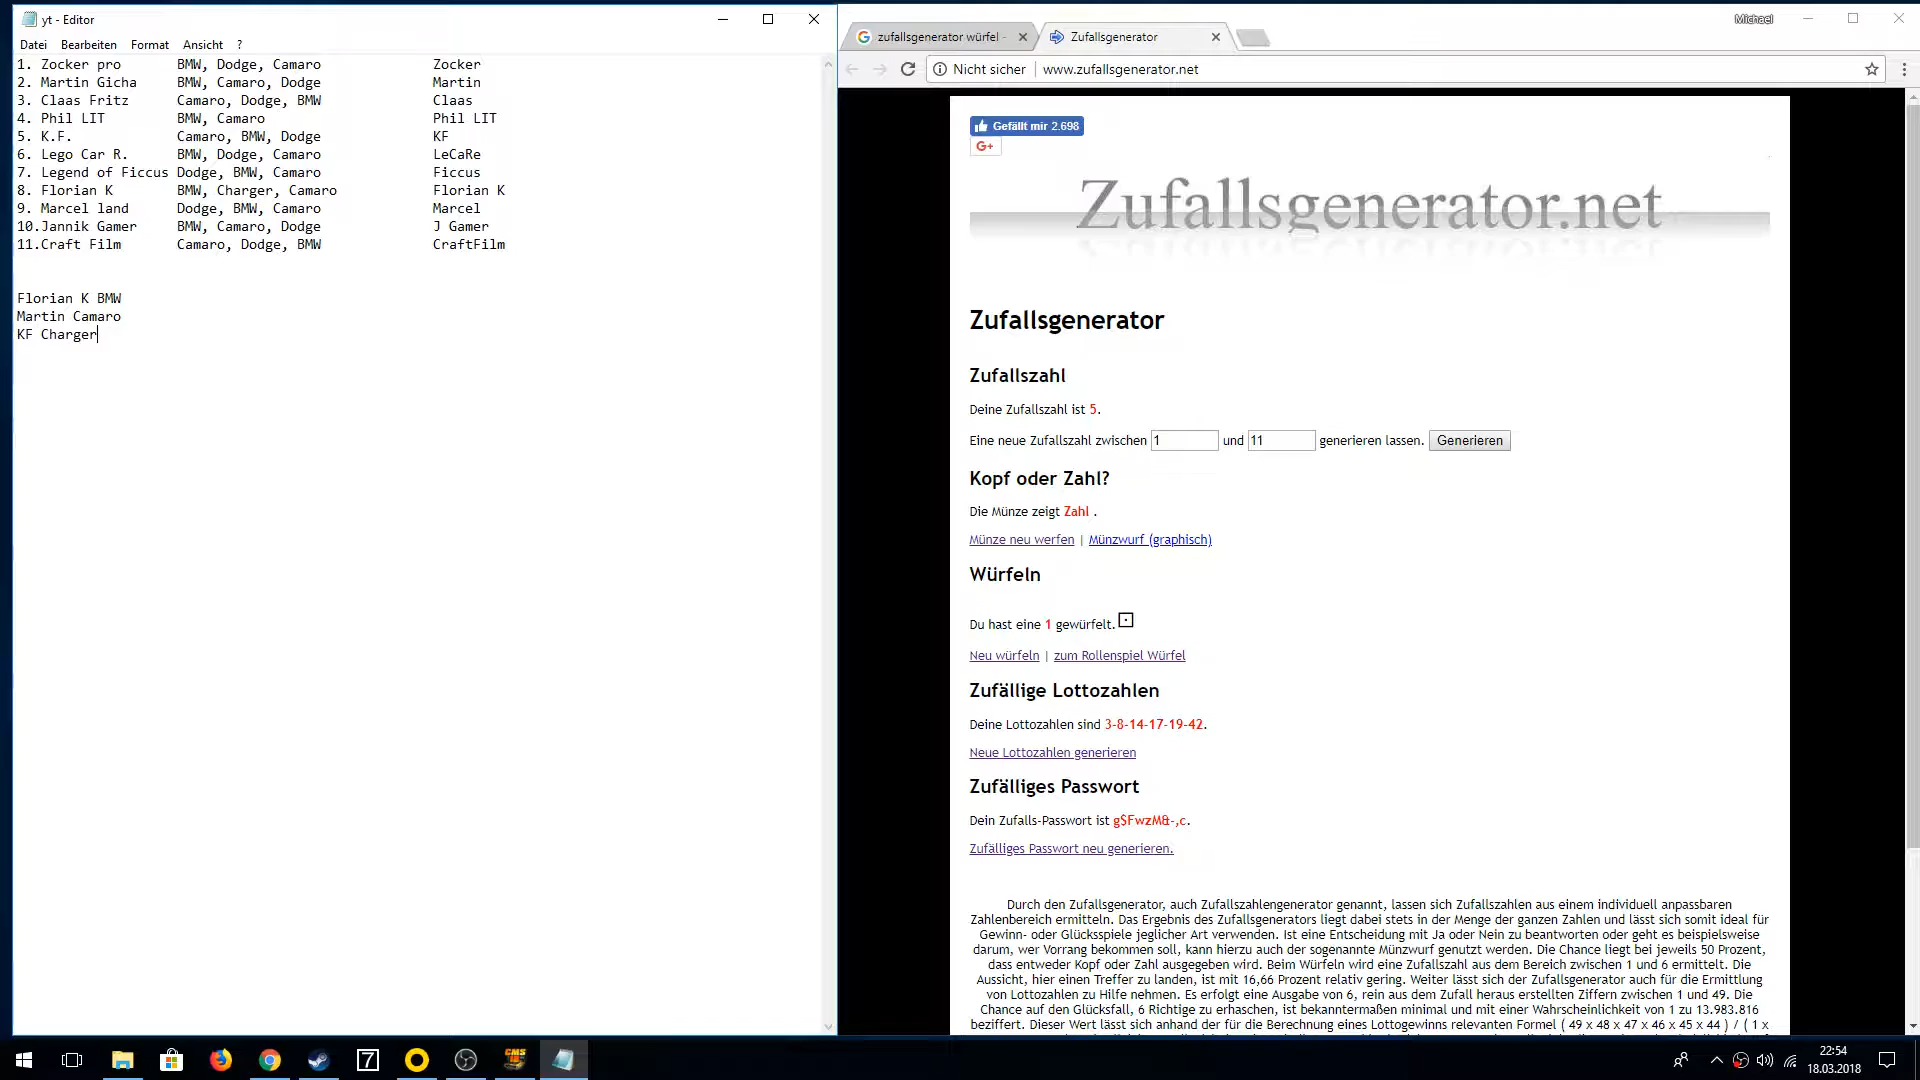 yt - Editor
Datei Bearbeiten Format Ansicht ?
1. Zocker pro BMW, Dodge, Camaro Zocker
2. Martin Gicha BMW, Camaro, Dodge Martin
3. Claas Fritz Camaro, Dodge, BMW Claas
4. Phil LIT BMW, Camaro Phil LIT
5. K.F. Camaro, BMW, Dodge KF
6. Lego Car R. BMW, Dodge, Camaro LeCaRe
7. Legend of Ficcus Dodge, BMW, Camaro Ficcus
8. Florian K BMW, Charger, Camaro Florian K
9. Marcel land Dodge, BMW, Camaro Marcel
10.Jannik Gamer BMW, Camaro, Dodge J Gamer
11.Craft Film Camaro, Dodge, BMW CraftFilm
Florian K BMW
Martin Camaro
KF Charger
Michael
zufallsgenerator würfel - Zufallsgenerator
Nicht sicher www.zufallsgenerator.net
Gefällt mir 2.698
G+
Zufallsgenerator.net
Zufallsgenerator
Zufallszahl
Deine Zufallszahl ist 5.
Eine neue Zufallszahl zwischen 1 und 11 generieren lassen. Generieren
Kopf oder Zahl?
Die Münze zeigt Zahl .
Münze neu werfen | Münzwurf (graphisch)
Würfeln
Du hast eine 1 gewürfelt.
Neu würfeln | zum Rollenspiel Würfel
Zufällige Lottozahlen
Deine Lottozahlen sind 3-8-14-17-19-42.
Neue Lottozahlen generieren
Zufälliges Passwort
Dein Zufalls-Passwort ist g$FwzM&-,c.
Zufälliges Passwort neu generieren.
Durch den Zufallsgenerator, auch Zufallszahlengenerator genannt, lassen sich Zufallszahlen aus einem individuell anpassbaren
Zahlenbereich ermitteln. Das Ergebnis des Zufallsgenerators liegt dabei stets in der Menge der ganzen Zahlen und lässt sich somit ideal für
Gewinn- oder Glücksspiele jeglicher Art verwenden. Ist eine Entscheidung mit Ja oder Nein zu beantworten oder geht es beispielsweise
darum, wer Vorrang bekommen soll, kann hierzu auch der sogenannte Münzwurf genutzt werden. Die Chance liegt bei jeweils 50 Prozent,
dass entweder Kopf oder Zahl ausgegeben wird. Beim Würfeln wird eine Zufallszahl aus dem Bereich zwischen 1 und 6 ermittelt. Die
Aussicht, hier einen Treffer zu landen, ist mit 16,66 Prozent relativ gering. Weiter lässt sich der Zufallsgenerator auch für die Ermittlung
von Lottozahlen zu Hilfe nehmen. Es erfolgt eine Ausgabe von 6, rein aus dem Zufall heraus erstellten Ziffern zwischen 1 und 49. Die
Chance auf den Glücksfall, 6 Richtige zu erhaschen, ist bekanntermaßen minimal und mit einer Wahrscheinlichkeit von 1 zu 13.983.816
beziffert. Dieser Wert lässt sich anhand der für die Berechnung eines Lottogewinns relevanten Formel ( 49 x 48 x 47 x 46 x 45 x 44 ) / ( 1 x
7
CMS
22:54
18.03.2018